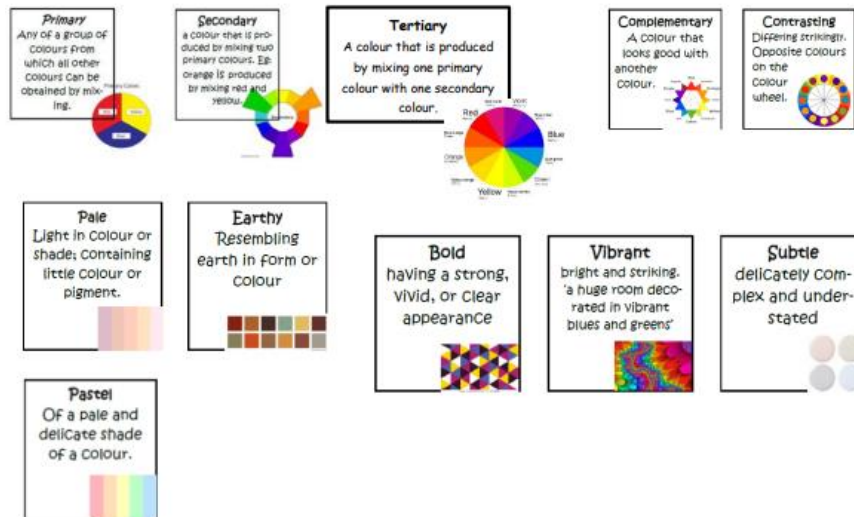 Primary
Any of a group of
colours from
which all other
colours can be
obtained by mix-
ing.
Secondary
a colour that is pro-
duced by mixing two
primary colours. Eg:
orange is produced
by mixing red and
yellow.
Tertiary
A colour that is produced
by mixing one primary
colour with one secondary
colour.
Red
Violet
Blue
Green
Yellow
Orange
Complementary
A colour that
looks good with
another
colour.
Contrasting
Differing strikingly.
Opposite colours
on the
colour
wheel.
Pale
Light in colour or
shade; containing
little colour or
pigment.
Earthy
Resembling
earth in form or
colour
Bold
having a strong,
vivid, or clear
appearance
Vibrant
bright and striking.
'a huge room deco-
rated in vibrant
blues and greens'
Subtle
delicately com-
plex and under-
stated
Pastel
Of a pale and
delicate shade
of a colour.